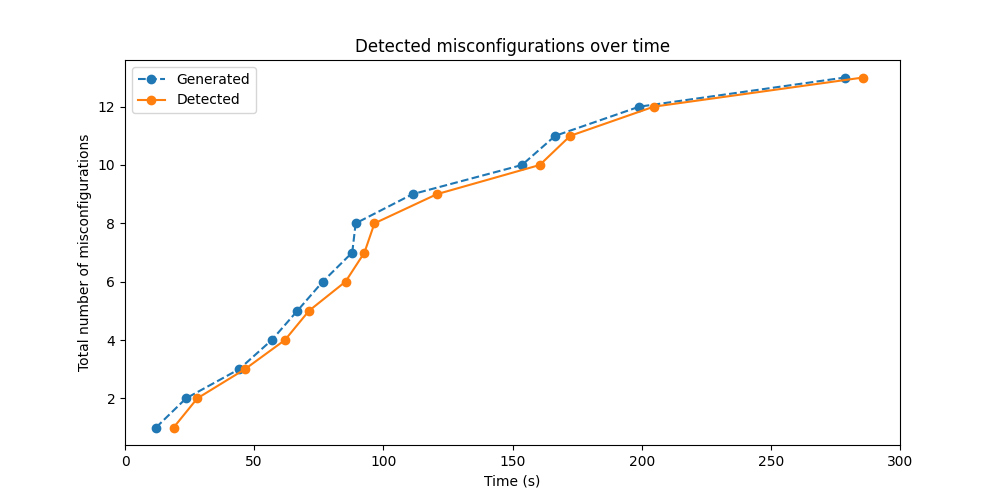 Detected misconfigurations over time
Generated
Detected
Total number of misconfigurations
12
10
8
6
4
2
0 50 100 150 200 250 300
Time (s)